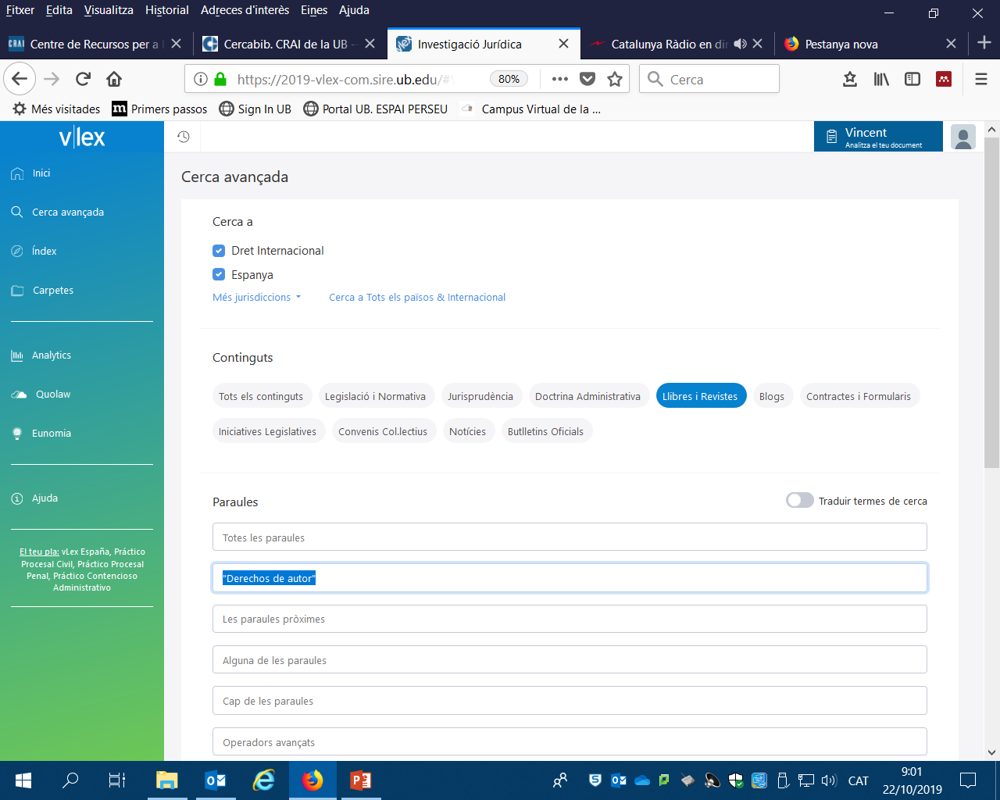 Fitxer Edita Visualitza Historial Adreces d'interès Eines Ajuda
CRAI Centre de Recursos per a l
Cercabib. CRAI de la UB -
Investigació Jurídica
Catalunya Ràdio en dir
Pestanya nova
https://2019-vlex-com.sire.ub.edu/#
80%
Cerca
Més visitades
m Primers passos
Sign In UB
Portal UB. ESPAI PERSEU
Campus Virtual de la ...
v|lex
Vincent
Analitza el teu document
Inici
Cerca avançada
Índex
Carpetes
Analytics
Quolaw
Eunomia
Ajuda
El teu pla: vLex España, Práctico
Procesal Civil, Práctico Procesal
Penal, Práctico Contencioso
Administrativo
Cerca avançada
Cerca a
Dret Internacional
Espanya
Més jurisdiccions
Cerca a Tots els països & Internacional
Continguts
Tots els continguts Legislació i Normativa Jurisprudència Doctrina Administrativa Llibres i Revistes Blogs Contractes i Formularis
Iniciatives Legislatives Convenis Col.lectius Notícies Butlletins Oficials
Paraules
Traduir termes de cerca
Totes les paraules
"Derechos de autor"
Les paraules pròximes
Alguna de les paraules
Cap de les paraules
Operadors avançats
CAT
9:01
22/10/2019